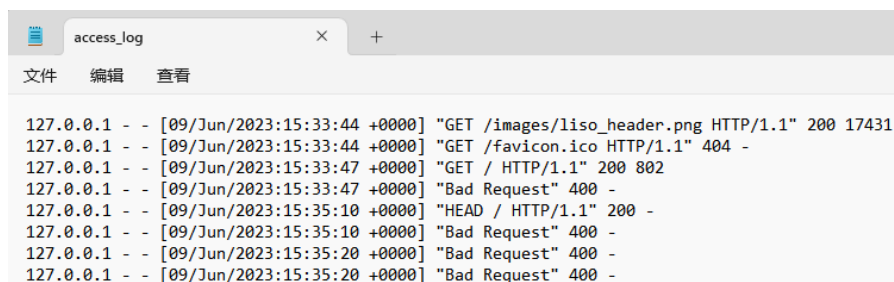 access_log × +
文件 编辑 查看
127.0.0.1 - - [09/Jun/2023:15:33:44 +0000] "GET /images/liso_header.png HTTP/1.1" 200 17431
127.0.0.1 - - [09/Jun/2023:15:33:44 +0000] "GET /favicon.ico HTTP/1.1" 404 -
127.0.0.1 - - [09/Jun/2023:15:33:47 +0000] "GET / HTTP/1.1" 200 802
127.0.0.1 - - [09/Jun/2023:15:33:47 +0000] "Bad Request" 400 -
127.0.0.1 - - [09/Jun/2023:15:35:10 +0000] "HEAD / HTTP/1.1" 200 -
127.0.0.1 - - [09/Jun/2023:15:35:10 +0000] "Bad Request" 400 -
127.0.0.1 - - [09/Jun/2023:15:35:20 +0000] "Bad Request" 400 -
127.0.0.1 - - [09/Jun/2023:15:35:20 +0000] "Bad Request" 400 -